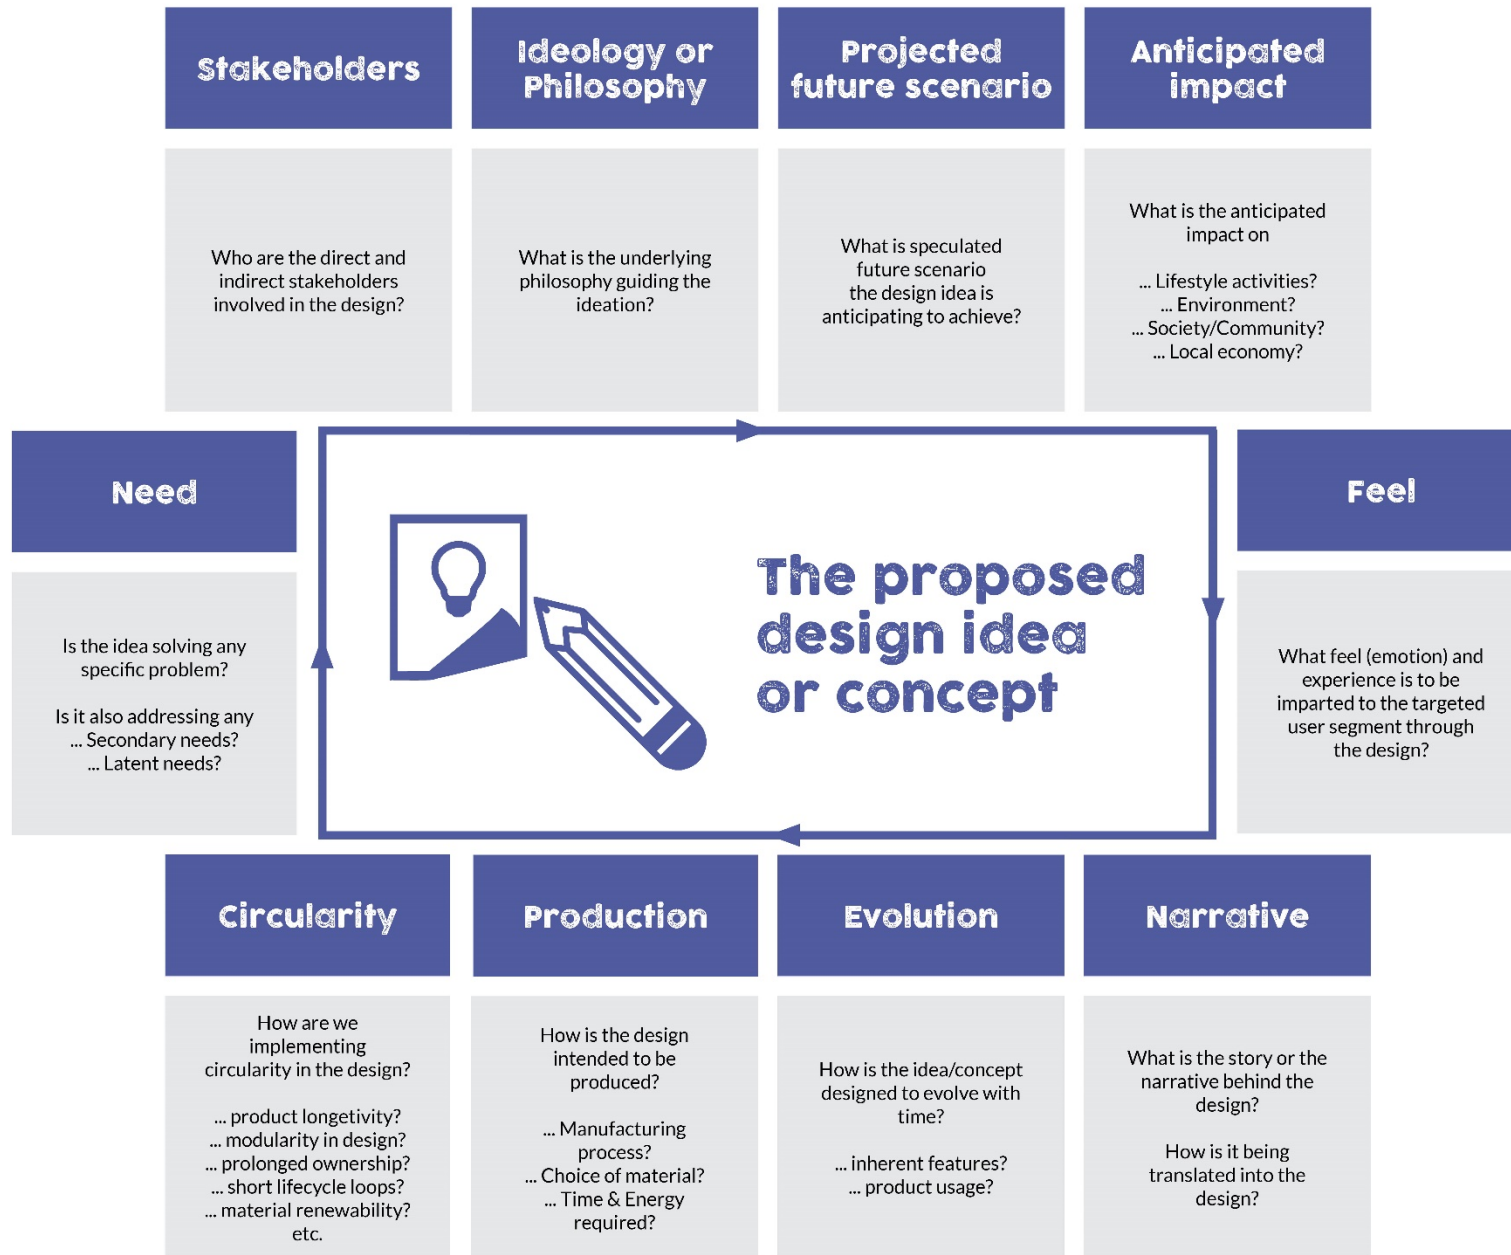 Stakeholders
Who are the direct and
indirect stakeholders
involved in the design?
Ideology or
Philosophy
What is the underlying
philosophy guiding the
ideation?
Projected
future scenario
What is speculated
future scenario
the design idea is
anticipating to achieve?
Anticipated
impact
What is the anticipated
impact on
... Lifestyle activities?
... Environment?
... Society/Community?
... Local economy?
Need
Is the idea solving any
specific problem?
Is it also addressing any
... Secondary needs?
... Latent needs?
The proposed
design idea
or concept
Feel
What feel (emotion) and
experience is to be
imparted to the targeted
user segment through
the design?
Circularity
How are we
implementing
circularity in the design?
... product longetivity?
... modularity in design?
... prolonged ownership?
... short lifecycle loops?
... material renewability?
etc.
Production
How is the design
intended to be
produced?
... Manufacturing
process?
... Choice of material?
... Time & Energy
required?
Evolution
How is the idea/concept
designed to evolve with
time?
... inherent features?
... product usage?
Narrative
What is the story or the
narrative behind the
design?
How is it being
translated into the
design?